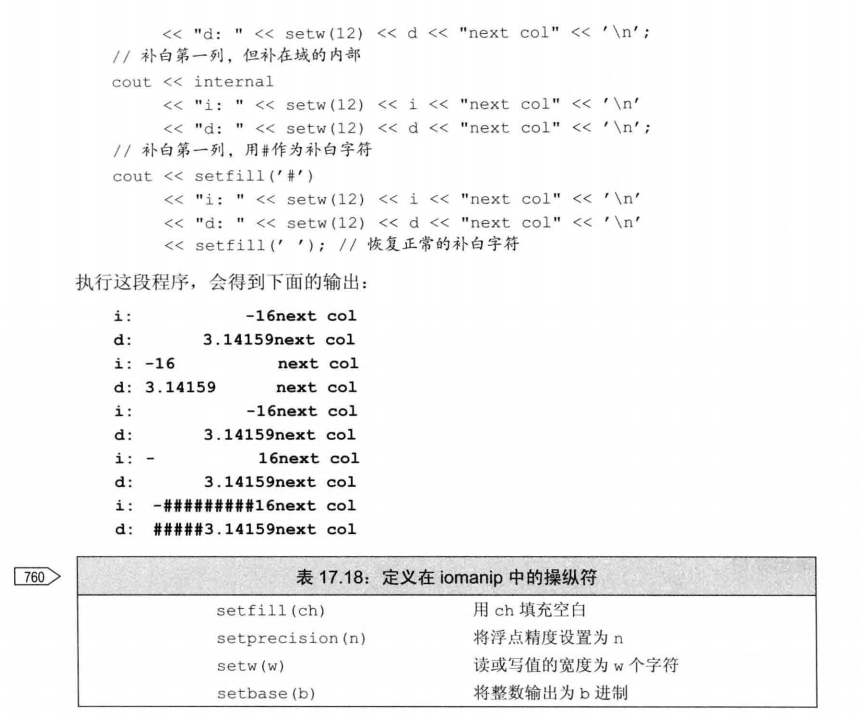 << "d: " << setw(12) << d << "next col" << '\n';
// 补白第一列，但补在域的内部
cout << internal
<< "i: " << setw(12) << i << "next col" << '\n'
<< "d: " << setw(12) << d << "next col" << '\n';
// 补白第一列，用#作为补白字符
cout << setfill('#')
<< "i: " << setw(12) << i << "next col" << '\n'
<< "d: " << setw(12) << d << "next col" << '\n'
<< setfill(' '); // 恢复正常的补白字符
执行这段程序，会得到下面的输出：
i:          -16next col
d:      3.14159next col
i: -16         next col
d: 3.14159     next col
i:          -16next col
d:      3.14159next col
i: -          16next col
d:      3.14159next col
i: -#########16next col
d: #####3.14159next col
760
表 17.18：定义在 iomanip 中的操纵符
setfill(ch) 用 ch 填充空白
setprecision(n) 将浮点精度设置为 n
setw(w) 读或写值的宽度为 w 个字符
setbase(b) 将整数输出为 b 进制